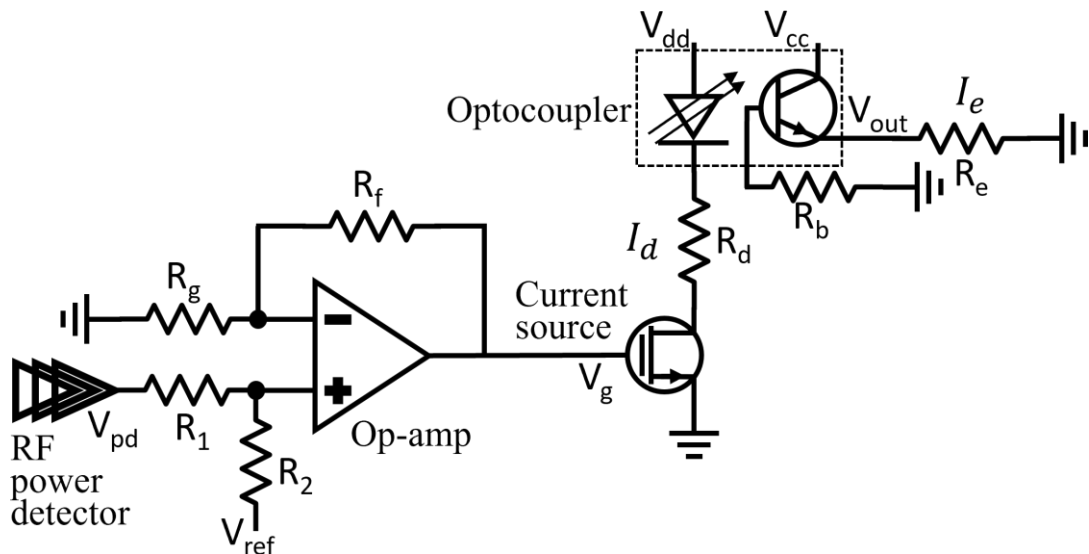 V_dd
V_cc
Optocoupler
V_out
I_e
R_e
R_b
R_f
I_d
R_d
R_g
Current
source
V_g
V_pd
R_1
Op-amp
RF
power
detector
R_2
V_ref